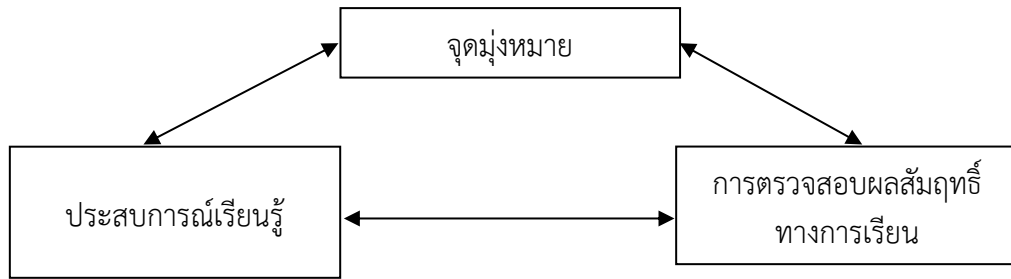 จุดมุ่งหมาย
ประสบการณ์เรียนรู้
การตรวจสอบผลสัมฤทธิ์
ทางการเรียน